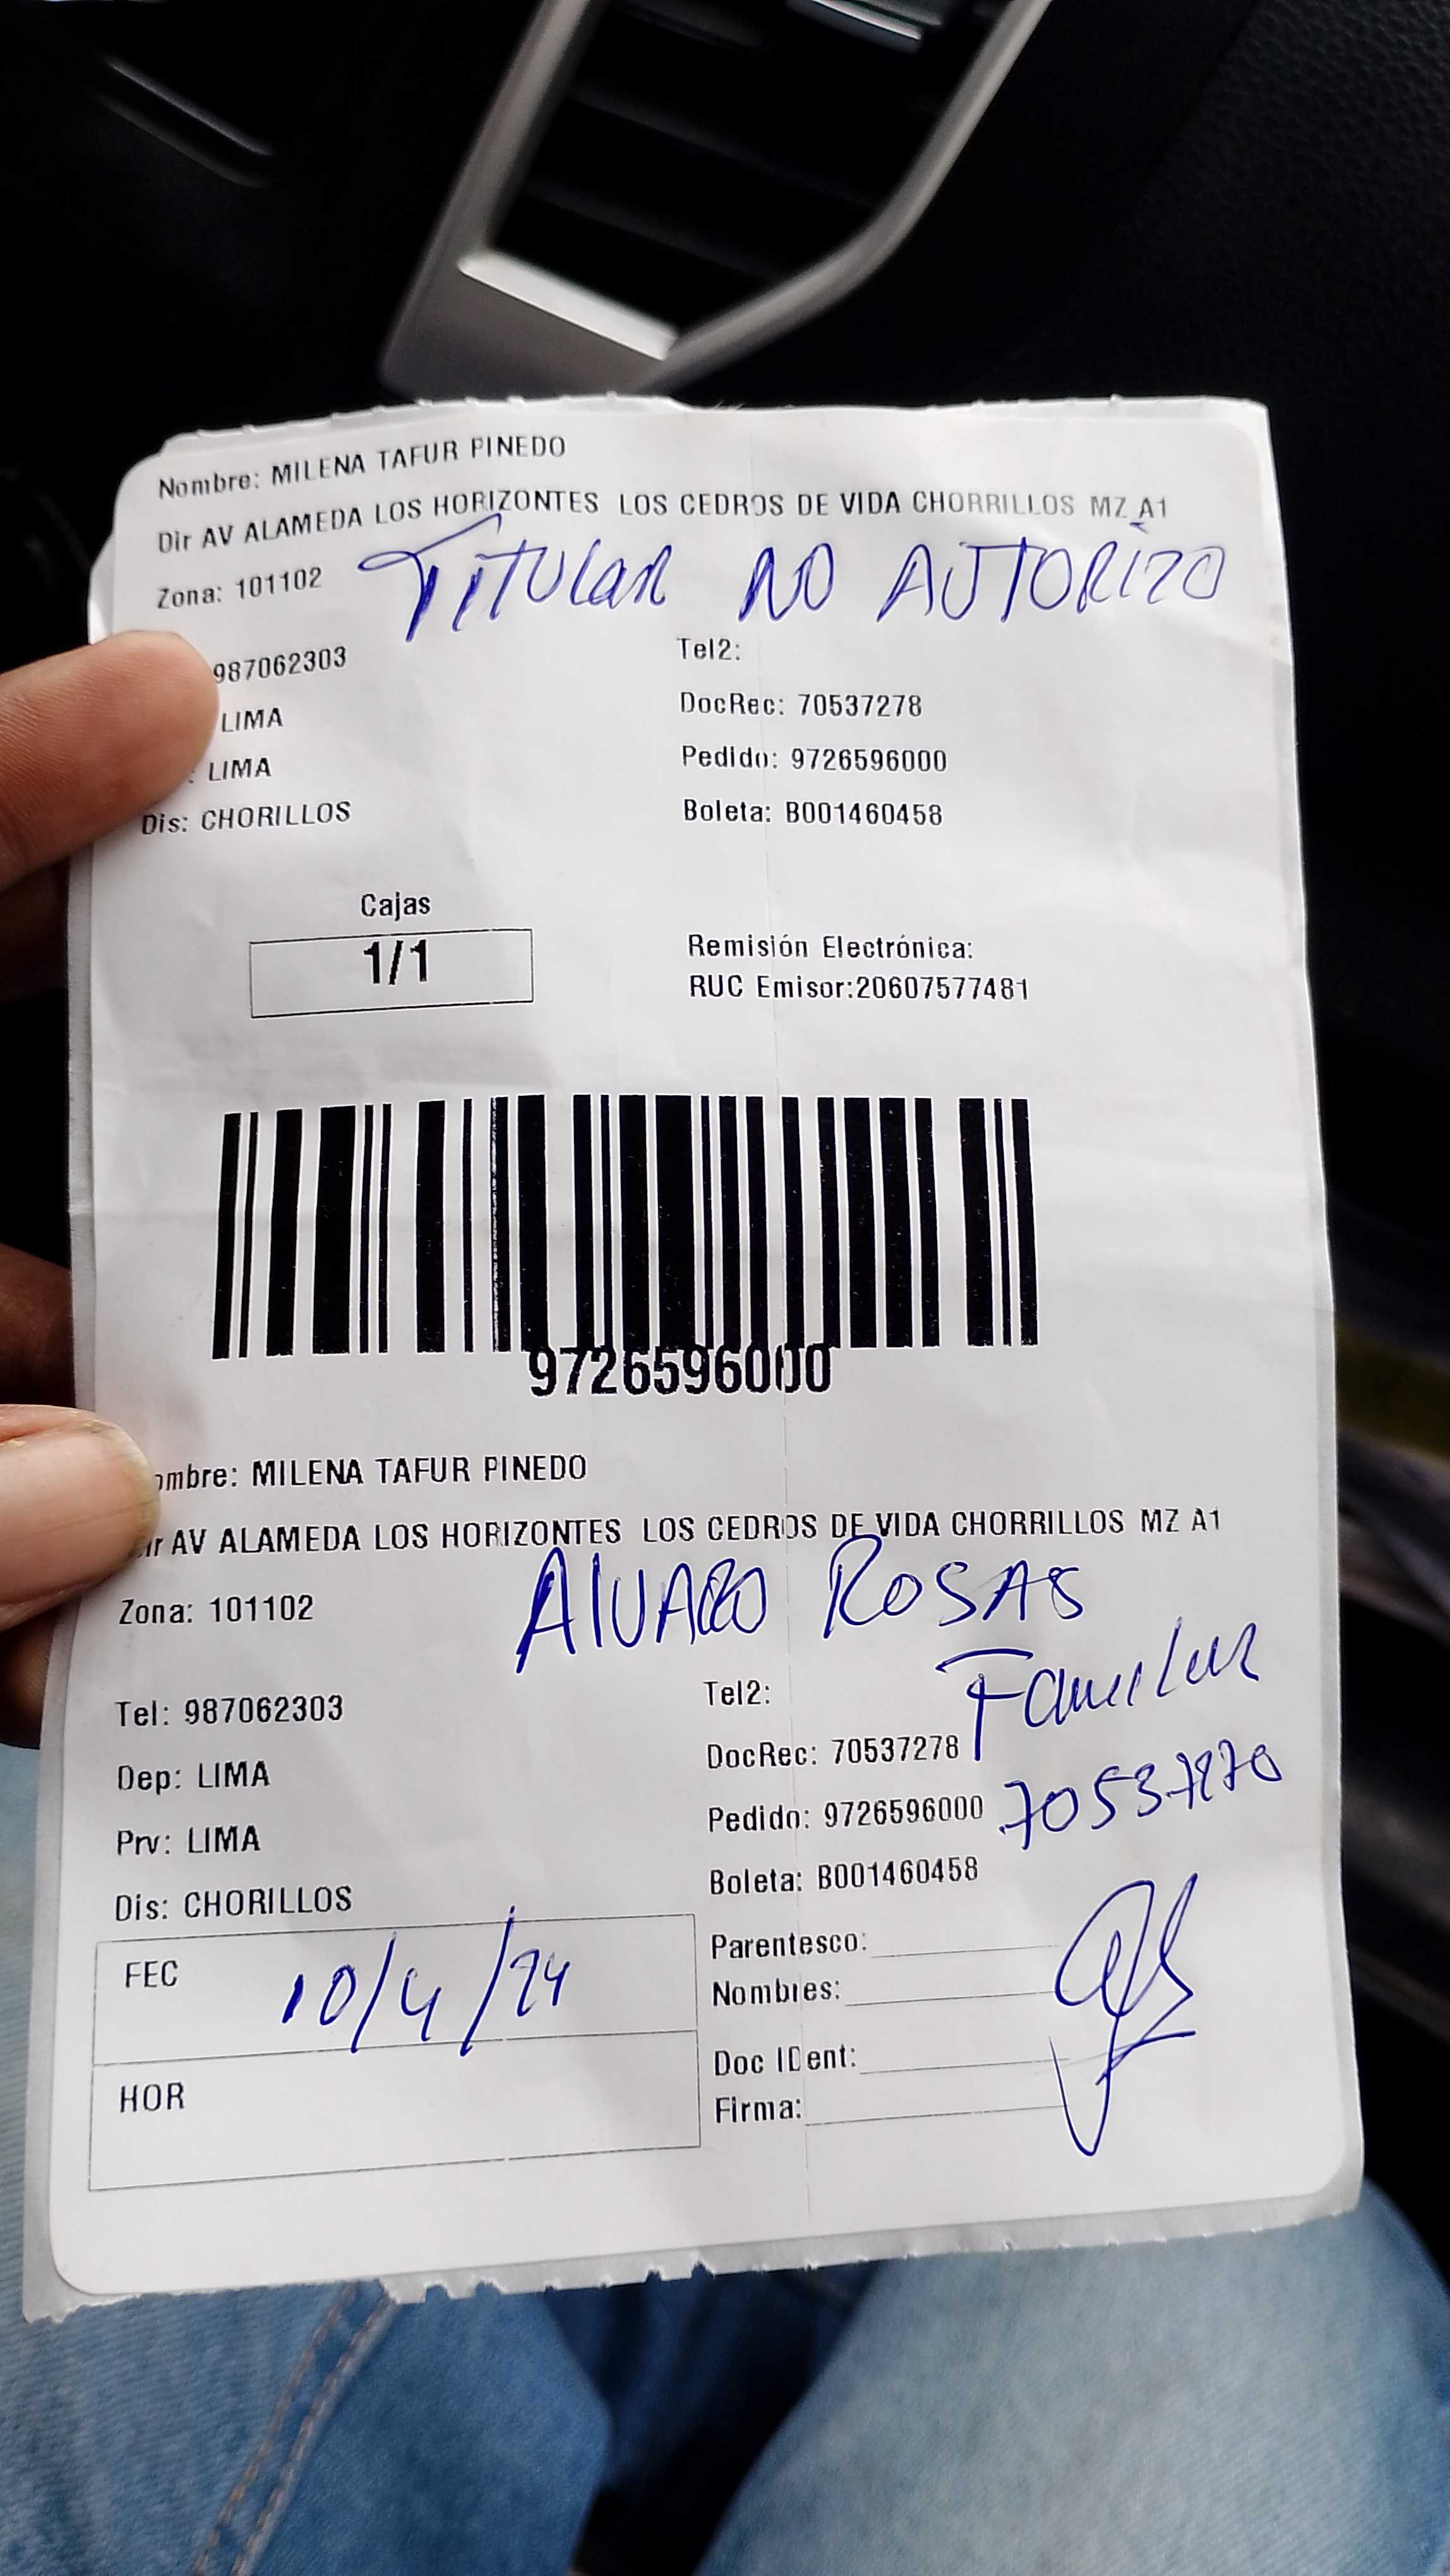 Nombre: MILENA TAFUR PINEDO
Dir AV ALAMEDA LOS HORIZONTES LOS CEDROS DE VIDA CHORRILLOS MZ A1
Zona: 101102
TITULAR NO AUTORIZO
987062303
Tel2:
LIMA
DocRec: 70537278
: LIMA
Pedido: 9726596000
Dis: CHORILLOS
Boleta: B001460458
Cajas
1/1
Remisión Electrónica:
RUC Emisor:20607577481
9726596000
ombre: MILENA TAFUR PINEDO
ir AV ALAMEDA LOS HORIZONTES LOS CEDROS DE VIDA CHORRILLOS MZ A1
Zona: 101102
ALVARO ROSAS
Familiar
Tel: 987062303
Tel2:
Dep: LIMA
DocRec: 70537278
Prv: LIMA
Pedido: 9726596000
Dis: CHORILLOS
Boleta: B001460458
FEC 10/4/24
HOR
Parentesco:
Nombres:
Doc IDent:
Firma: